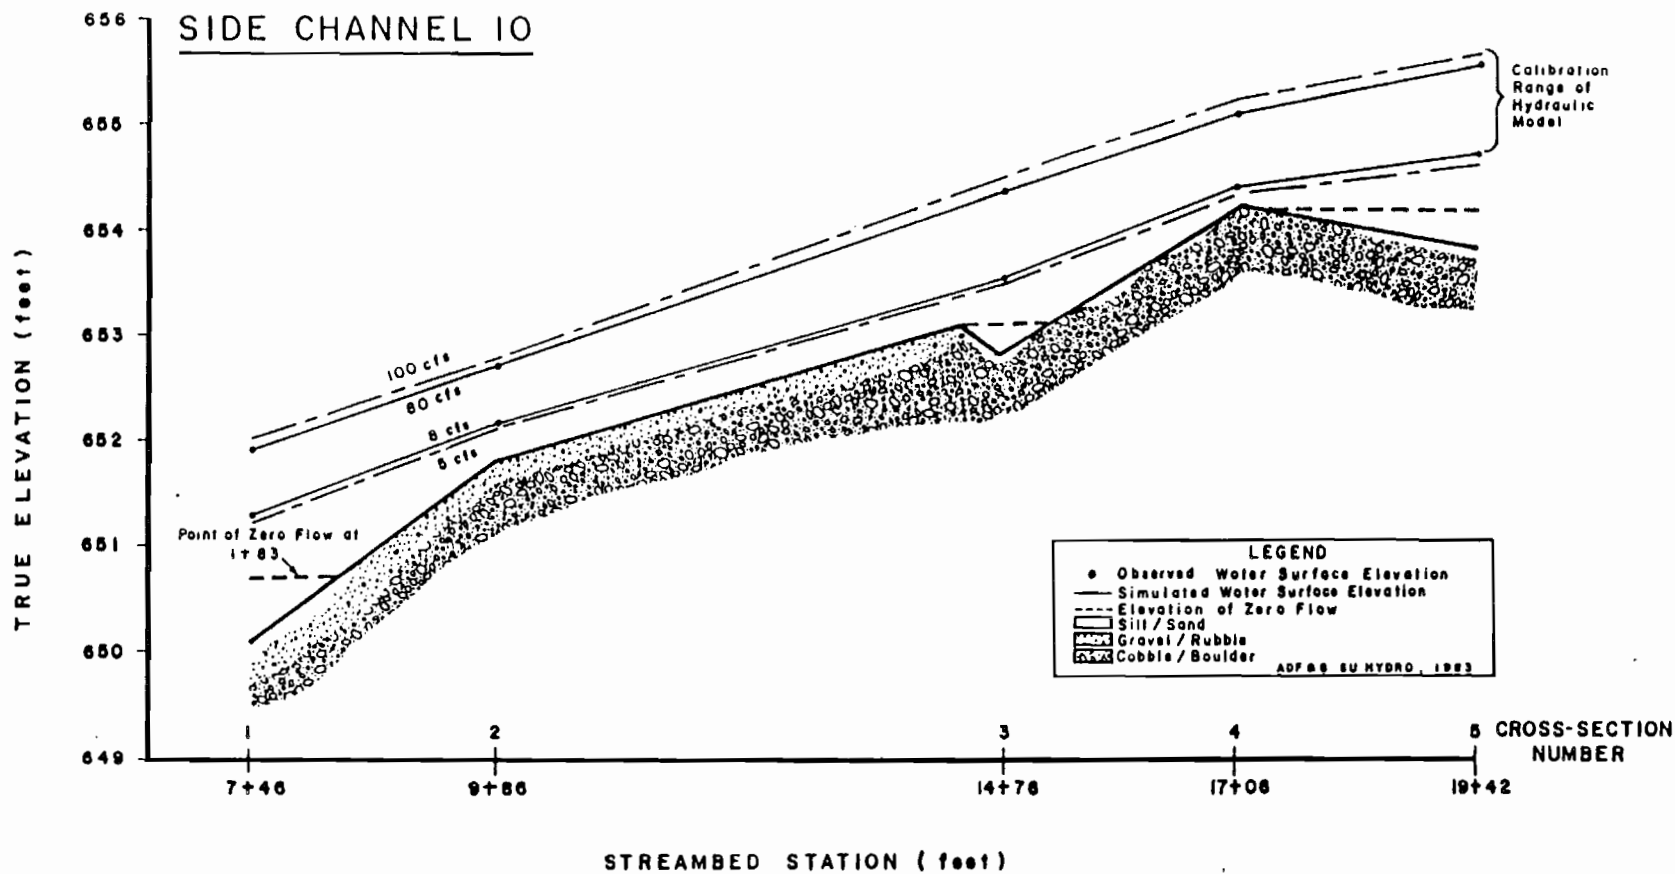 SIDE CHANNEL 10
656
655
654
653
652
651
650
649
TRUE ELEVATION (feet)
Calibration
Range of
Hydraulic
Model
100 cfs
80 cfs
8 cfs
5 cfs
Point of Zero Flow at
1+83
LEGEND
Observed Water Surface Elevation
Simulated Water Surface Elevation
Elevation of Zero Flow
Silt/Sand
Gravel/Rubble
Cobble/Boulder
ADF&G SU HYDRO, 1983
1 2 3 4 5 CROSS-SECTION
NUMBER
7+46 9+86 14+76 17+06 19+42
STREAMBED STATION (feet)